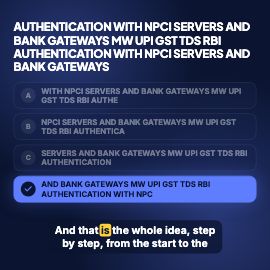 AUTHENTICATION WITH NPCI SERVERS AND
BANK GATEWAYS MW UPI GST TDS RBI
AUTHENTICATION WITH NPCI SERVERS AND
BANK GATEWAYS
A
WITH NPCI SERVERS AND BANK GATEWAYS MW UPI
GST TDS RBI AUTHE
B
NPCI SERVERS AND BANK GATEWAYS MW UPI GST
TDS RBI AUTHENTICA
C
SERVERS AND BANK GATEWAYS MW UPI GST TDS RBI
AUTHENTICATION
AND BANK GATEWAYS MW UPI GST TDS RBI
AUTHENTICATION WITH NPC
And that is the whole idea, step
by step, from the start to the